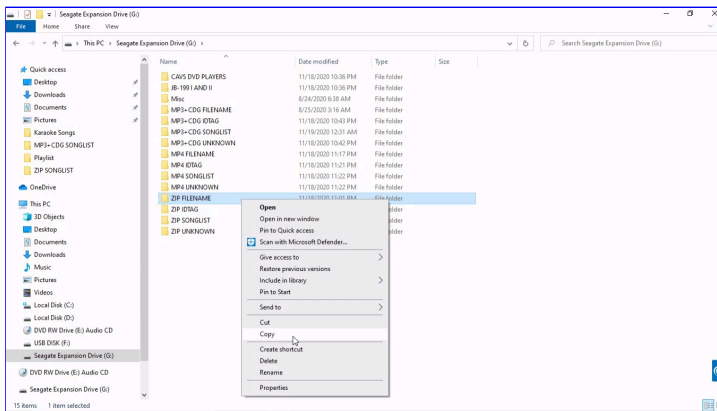 Seagate Expansion Drive (G:)
File Home Share View
This PC Seagate Expansion Drive (G:)
Search Seagate Expansion Drive (G:)
Name Date modified Type Size
Quick access
Desktop
Downloads
Documents
Pictures
Karaoke Songs
MP3+CDG SONGLIST
Playlist
ZIP SONGLIST
OneDrive
This PC
3D Objects
Desktop
Documents
Downloads
Music
Pictures
Videos
Local Disk (C:)
Local Disk (D:)
DVD RW Drive (E:) Audio CD
USB DISK (F:)
Seagate Expansion Drive (G:)
DVD RW Drive (E:) Audio CD
Seagate Expansion Drive (G:)
CAVS DVD PLAYERS 11/18/2020 10:36 PM File folder
JB-199 I AND II 11/18/2020 10:36 PM File folder
Misc 8/24/2020 6:38 AM File folder
MP3+CDG FILENAME 8/25/2020 3:16 AM File folder
MP3+CDG IDTAG 11/18/2020 10:43 PM File folder
MP3+CDG SONGLIST 11/19/2020 12:31 AM File folder
MP3+CDG UNKNOWN 11/18/2020 10:42 PM File folder
MP4 FILENAME 11/18/2020 11:17 PM File folder
MP4 IDTAG 11/18/2020 11:21 PM File folder
MP4 SONGLIST 11/18/2020 11:22 PM File folder
MP4 UNKNOWN 11/18/2020 11:22 PM File folder
ZIP FILENAME 11/18/2020 11:01 PM File folder
ZIP IDTAG
ZIP SONGLIST
ZIP UNKNOWN
Open
Open in new window
Pin to Quick access
Scan with Microsoft Defender...
Give access to
Restore previous versions
Include in library
Pin to Start
Send to
Cut
Copy
Create shortcut
Delete
Rename
Properties
15 items 1 item selected